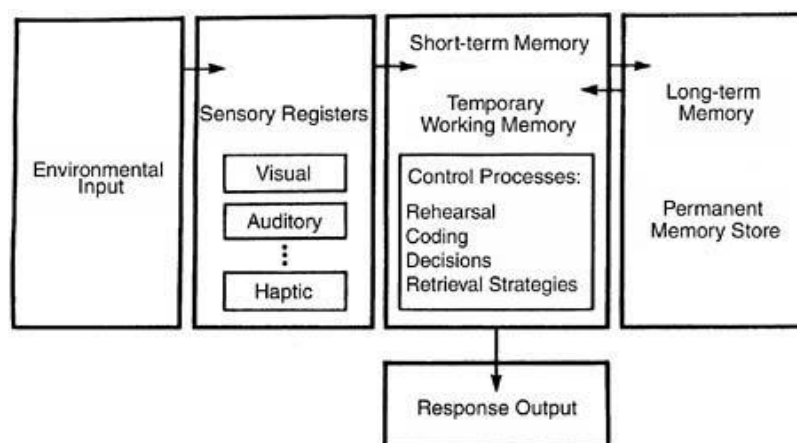 Environmental
Input
Sensory Registers
Visual
Auditory
Haptic
Short-term Memory
Temporary
Working Memory
Control Processes:
Rehearsal
Coding
Decisions
Retrieval Strategies
Long-term
Memory
Permanent
Memory Store
Response Output